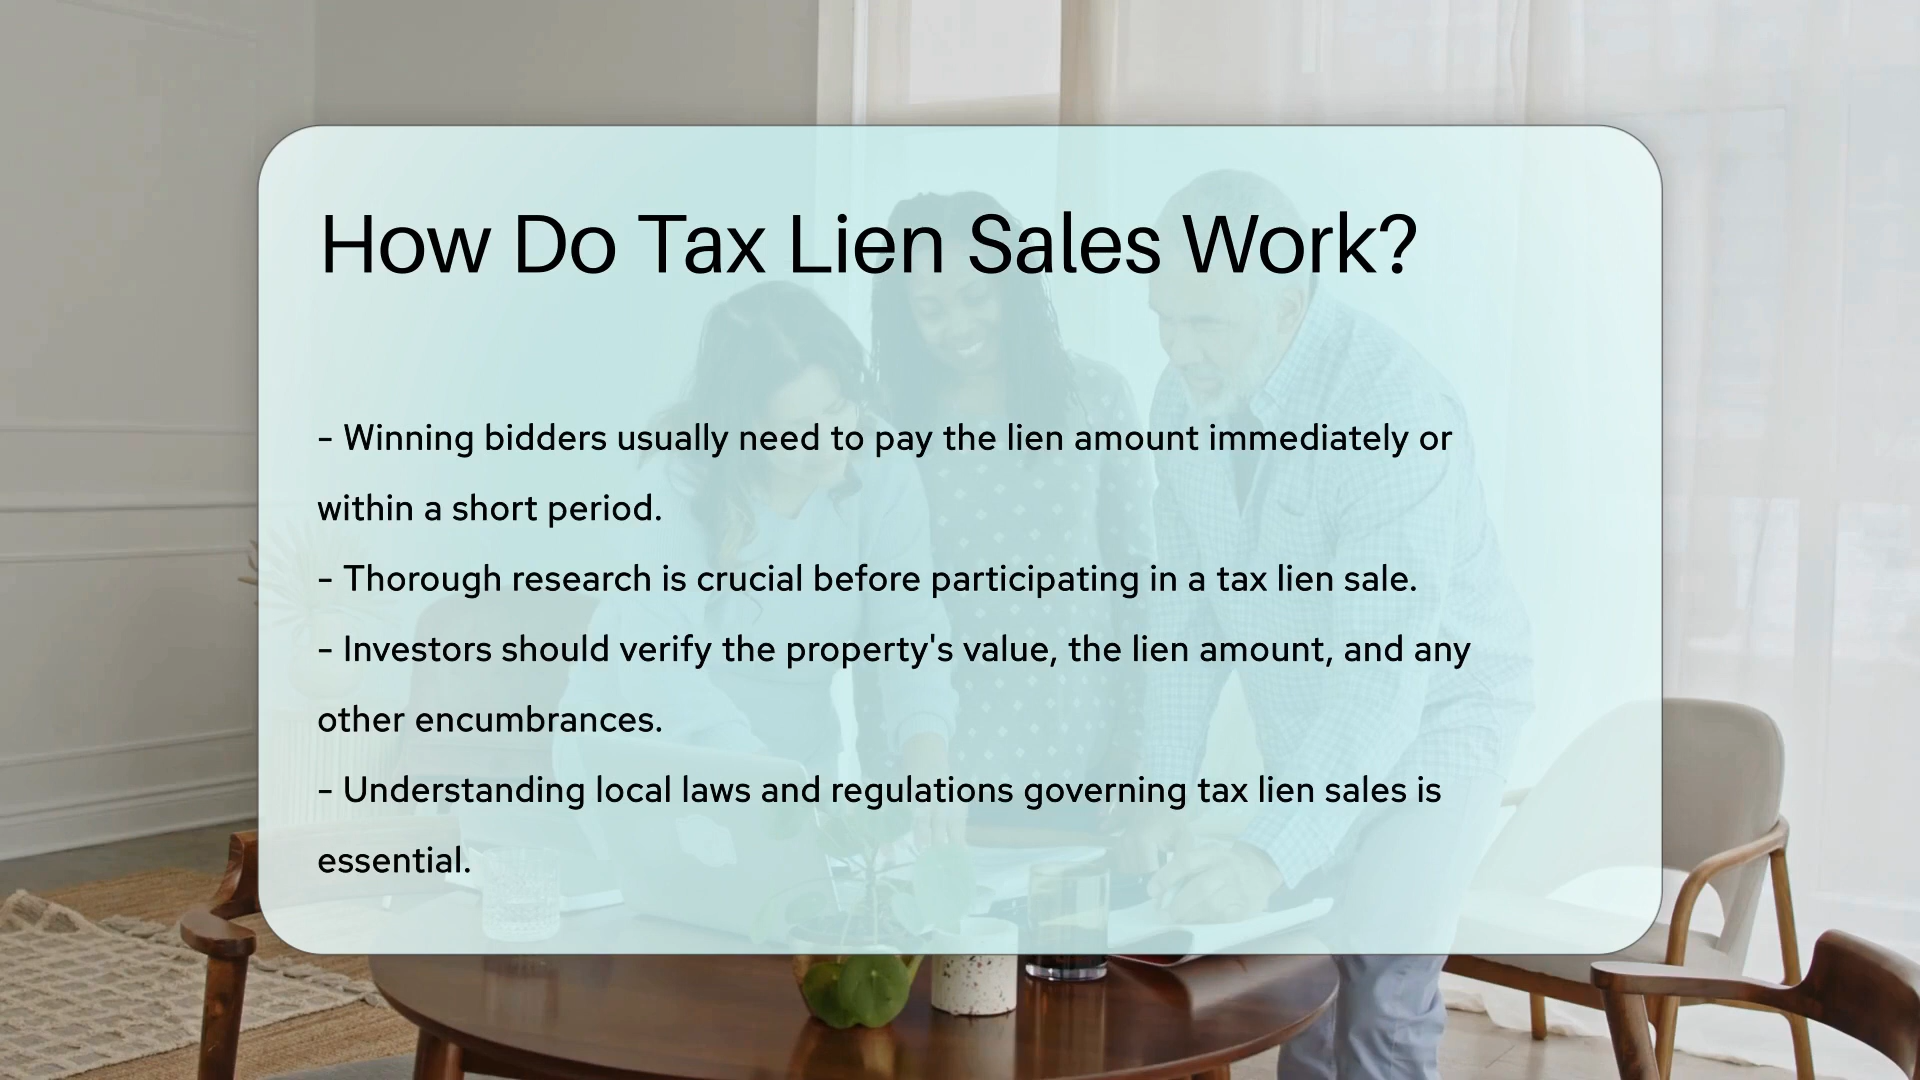 How Do Tax Lien Sales Work?
– Winning bidders usually need to pay the lien amount immediately or
within a short period.
– Thorough research is crucial before participating in a tax lien sale.
– Investors should verify the property's value, the lien amount, and any
other encumbrances.
– Understanding local laws and regulations governing tax lien sales is
essential.